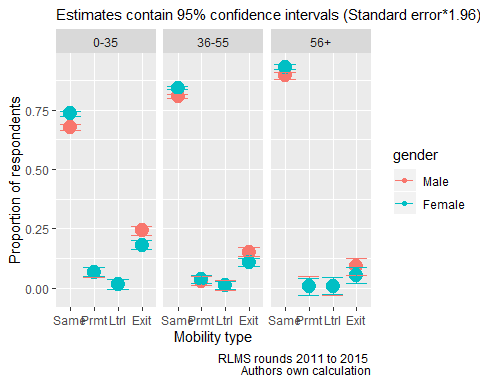 Estimates contain 95% confidence intervals (Standard error*1.96)
0-35 36-55 56+
Proportion of respondents
0.75
0.50
0.25
0.00
Same Prmt Ltrl Exit Same Prmt Ltrl Exit Same Prmt Ltrl Exit
Mobility type
gender
Male
Female
RLMS rounds 2011 to 2015
Authors own calculation